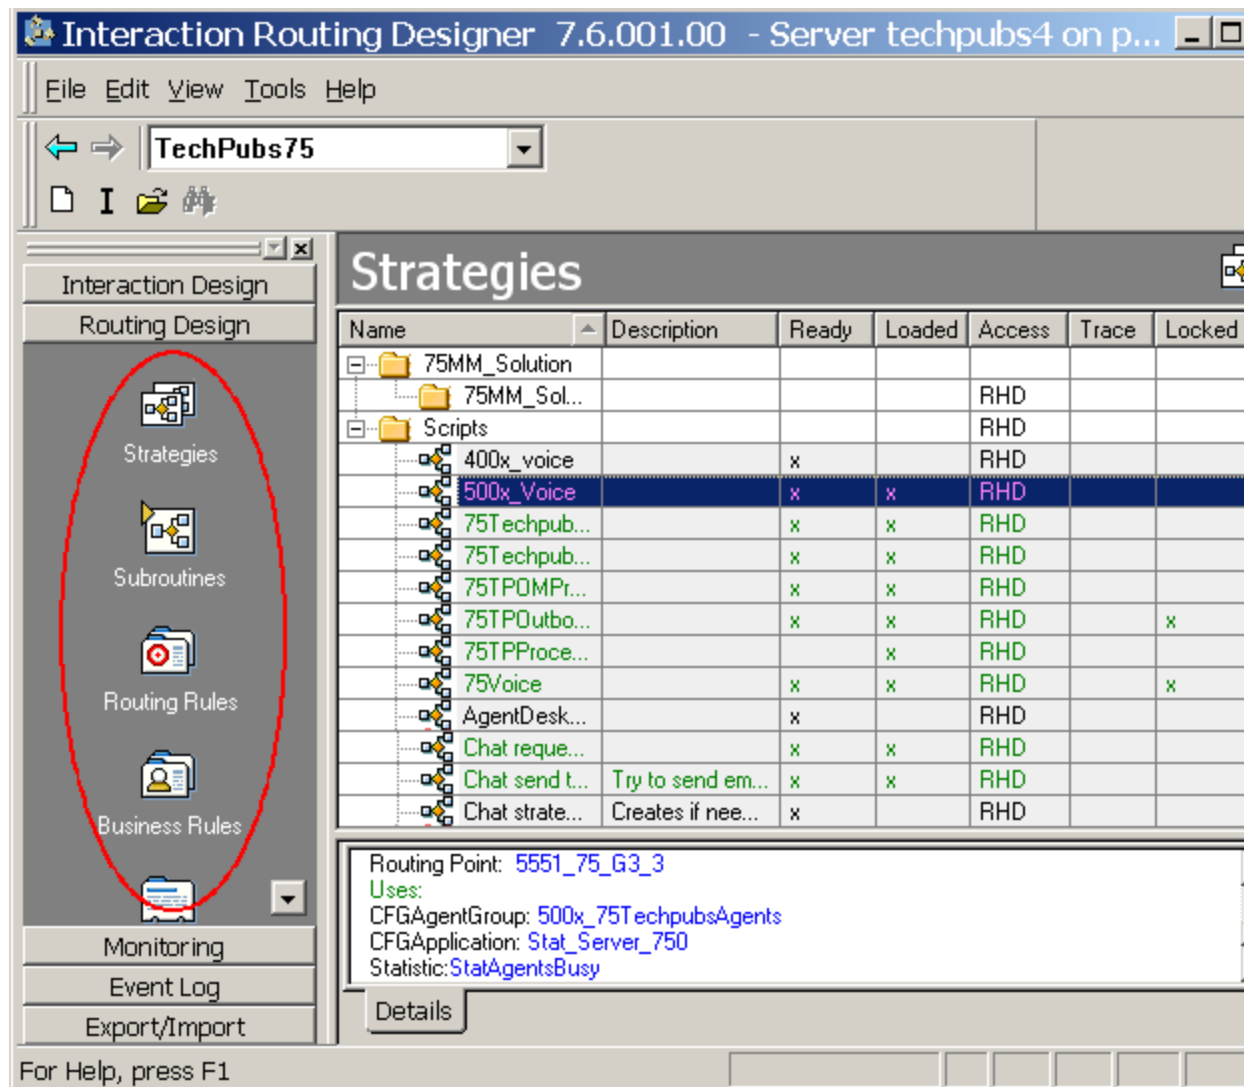 Interaction Routing Designer 7.6.001.00 - Server techpubs4 on p...
File Edit View Tools Help
TechPubs75
I
Interaction Design
Routing Design
Strategies
Subroutines
Routing Rules
Business Rules
Monitoring
Event Log
Export/Import
Strategies
Name Description Ready Loaded Access Trace Locked
75MM_Solution
75MM_Sol... RHD
Scripts RHD
400x_voice x RHD
500x_Voice x x RHD
75Techpub... x x RHD
75Techpub... x x RHD
75TPOMPr... x x RHD
75TPOutbo... x x RHD x
75TPProce... x RHD
75Voice x x RHD x
AgentDesk... x RHD
Chat reque... x x RHD
Chat send t... Try to send em... x x RHD
Chat strate... Creates if nee... x RHD
Routing Point: 5551_75_G3_3
Uses:
CFGAgentGroup: 500x_75TechpubsAgents
CFGApplication: Stat_Server_750
Statistic:StatAgentsBusy
Details
For Help, press F1